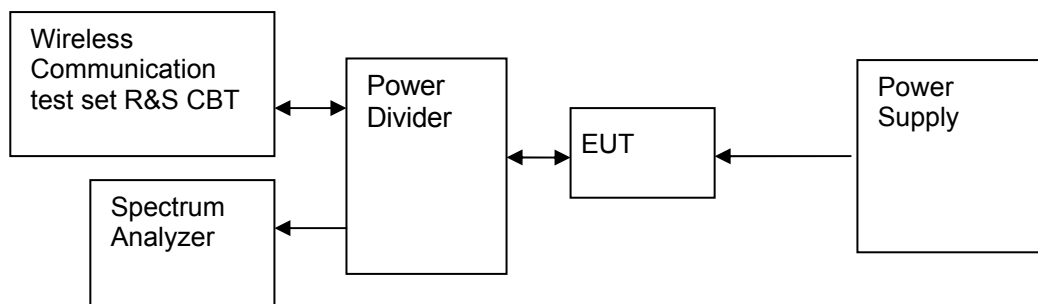 Wireless
Communication
test set R&S CBT
Power
Divider
EUT
Power
Supply
Spectrum
Analyzer